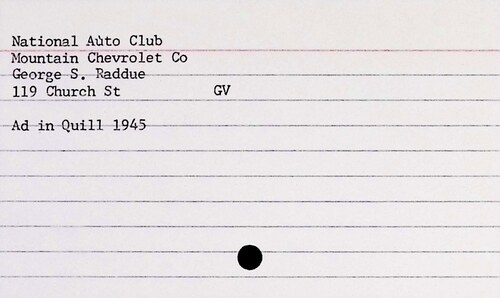 National Auto Club
Mountain Chevrolet Co
George S. Raddue
119 Church St GV
Ad in Quill 1945